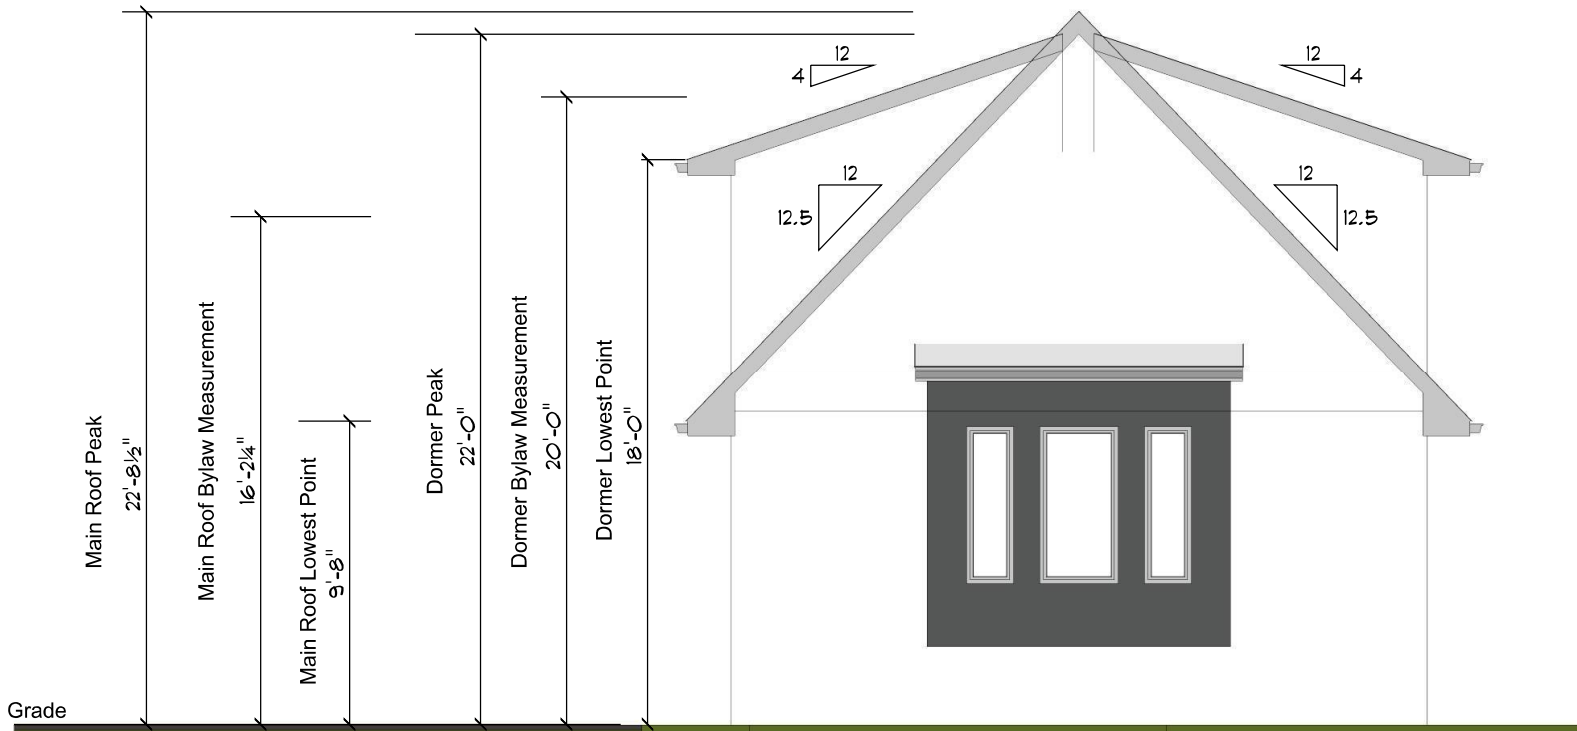 12
4
12
4
12
12.5
12
12.5
Main Roof Peak
22'-8½"
Main Roof Bylaw Measurement
16'-2¼"
Main Roof Lowest Point
9'-8"
Dormer Peak
22'-0"
Dormer Bylaw Measurement
20'-0"
Dormer Lowest Point
18'-0"
Grade